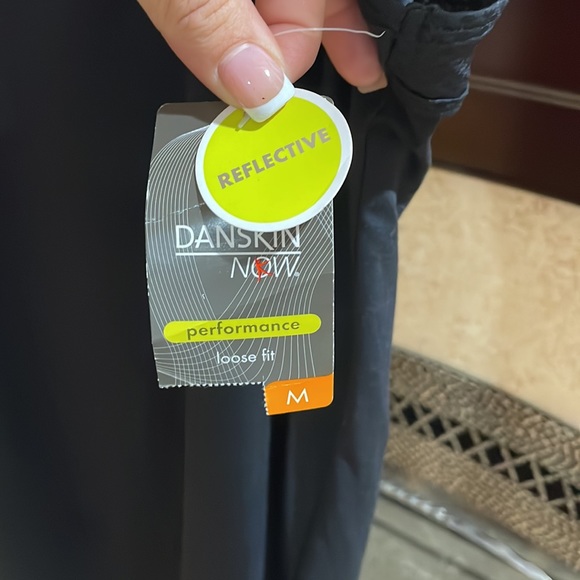 REFLECTIVE
DANSKIN
NOW®
performance
loose fit
M